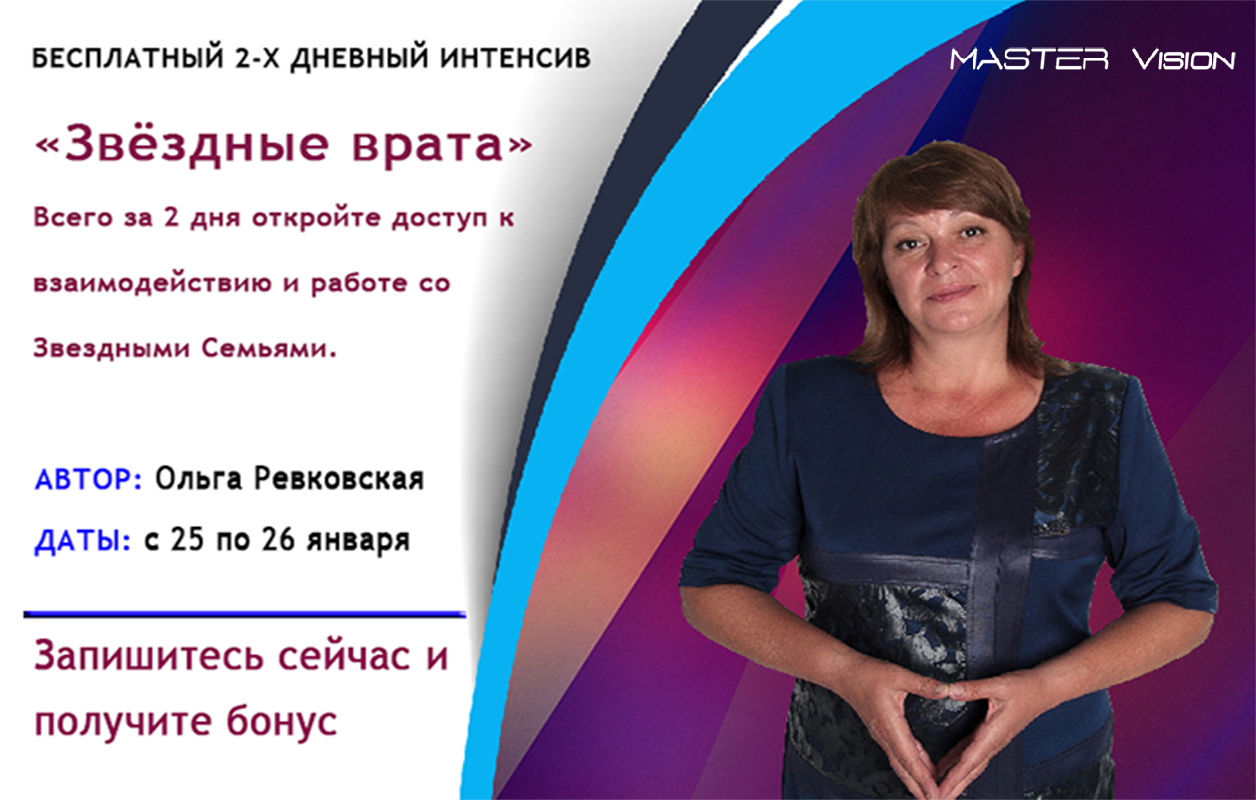 БЕСПЛАТНЫЙ 2-Х ДНЕВНЫЙ ИНТЕНСИВ
MASTER VISION
«Звёздные врата»
Всего за 2 дня откройте доступ к
взаимодействию и работе со
Звездными Семьями.
АВТОР: Ольга Ревковская
ДАТЫ: с 25 по 26 января
Запишитесь сейчас и
получите бонус